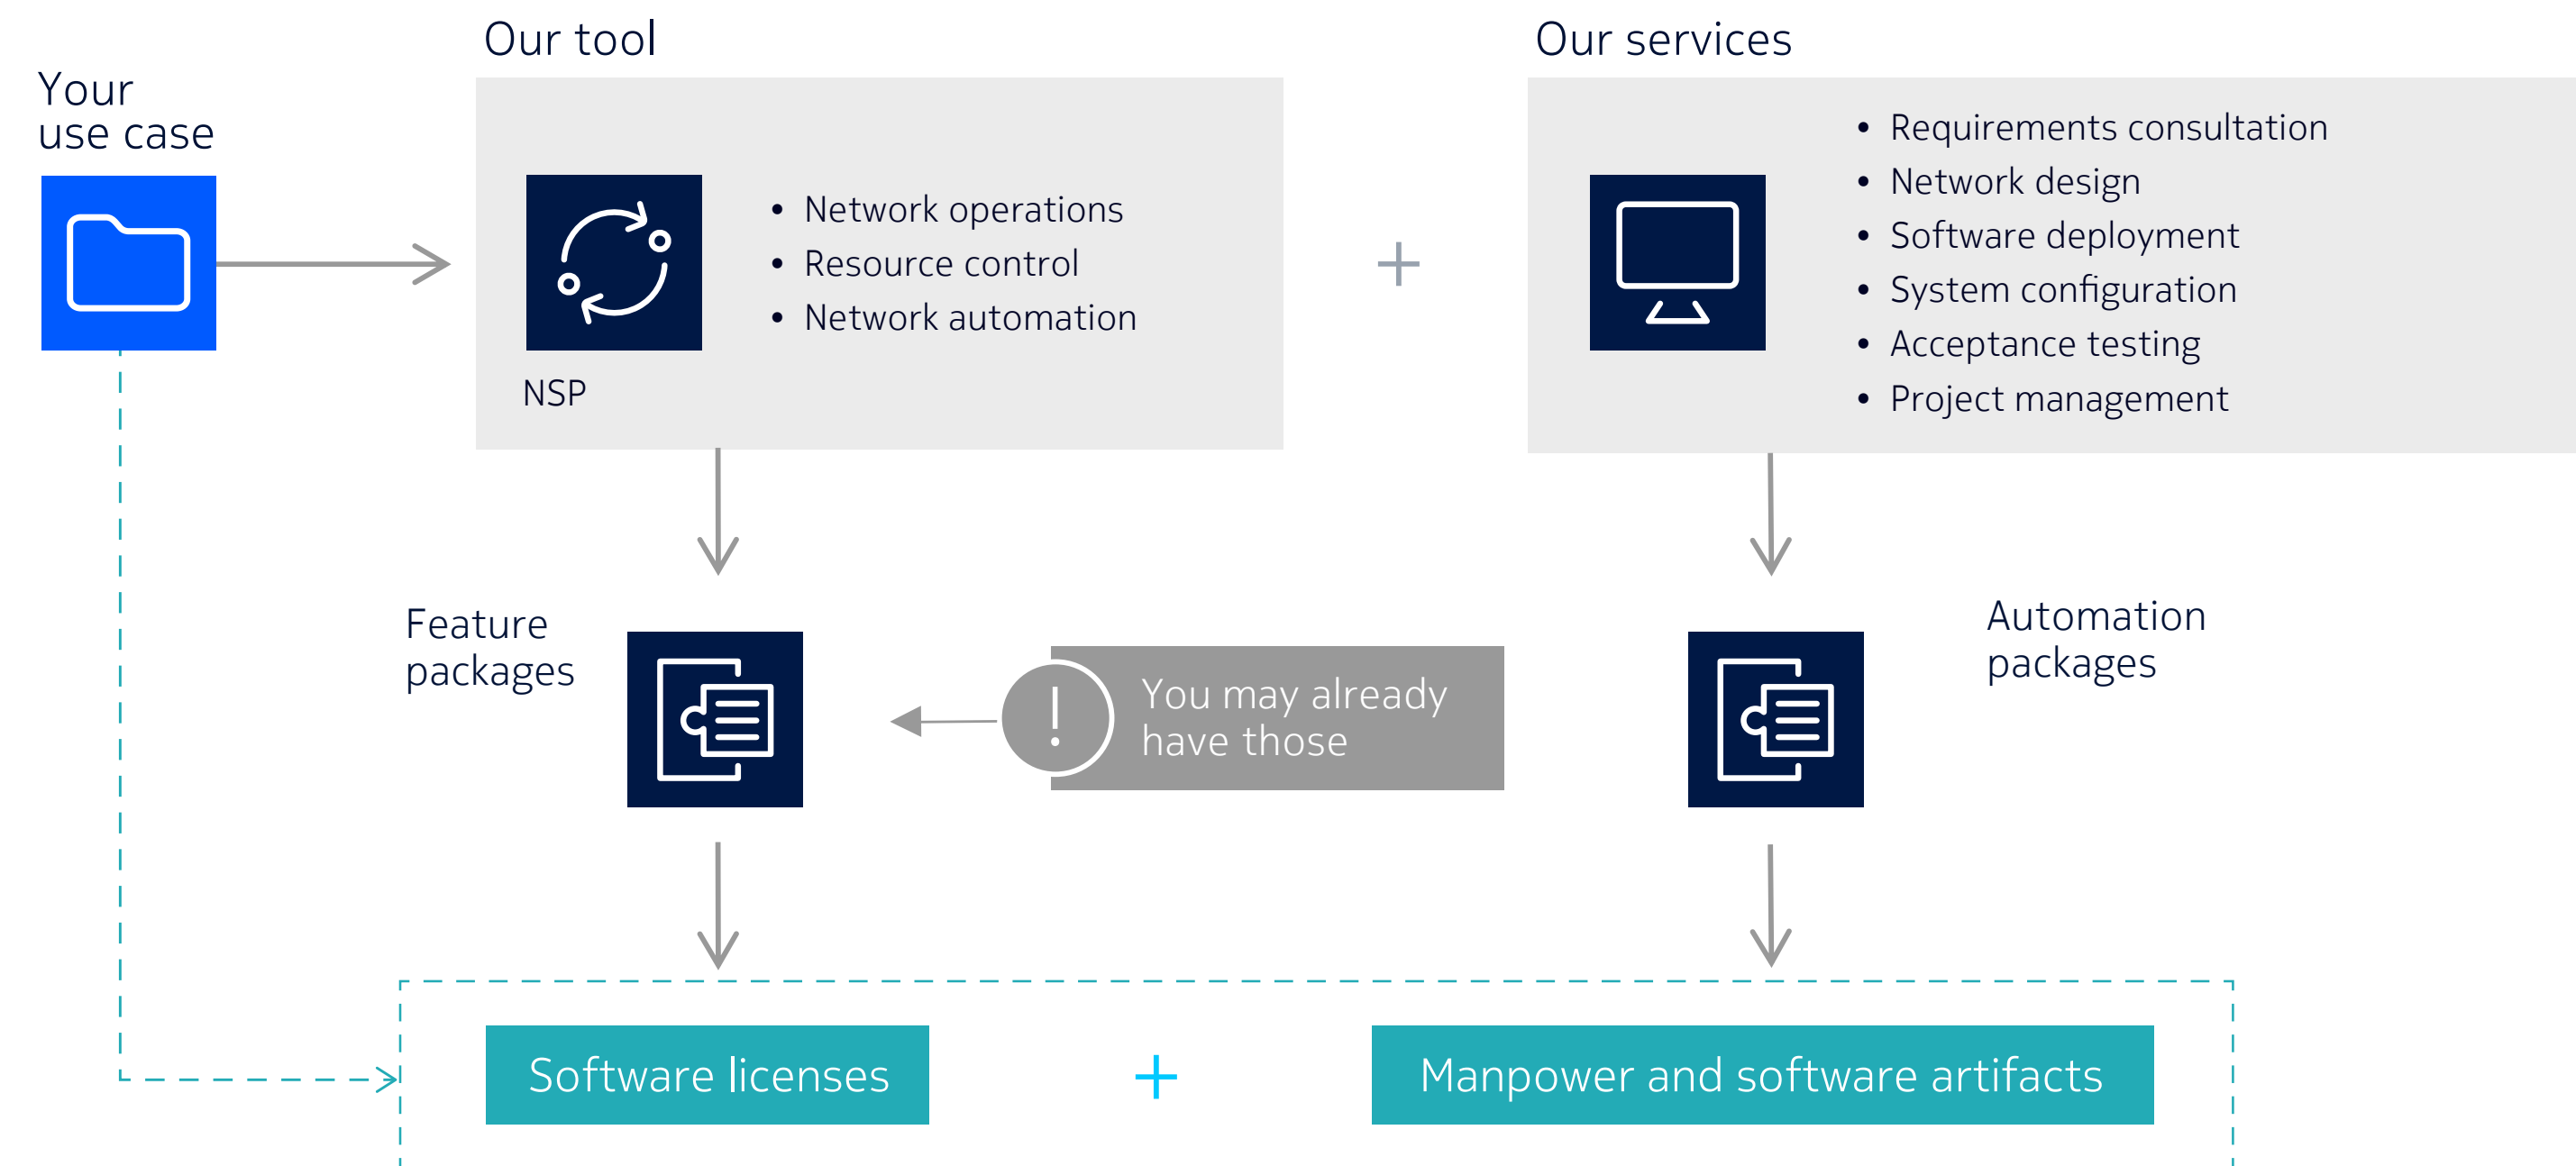 Our tool
Our services
Your
use case
• Network operations
• Resource control
• Network automation
NSP
+
• Requirements consultation
• Network design
• Software deployment
• System configuration
• Acceptance testing
• Project management
Feature
packages
!
You may already
have those
Automation
packages
Software licenses
+
Manpower and software artifacts